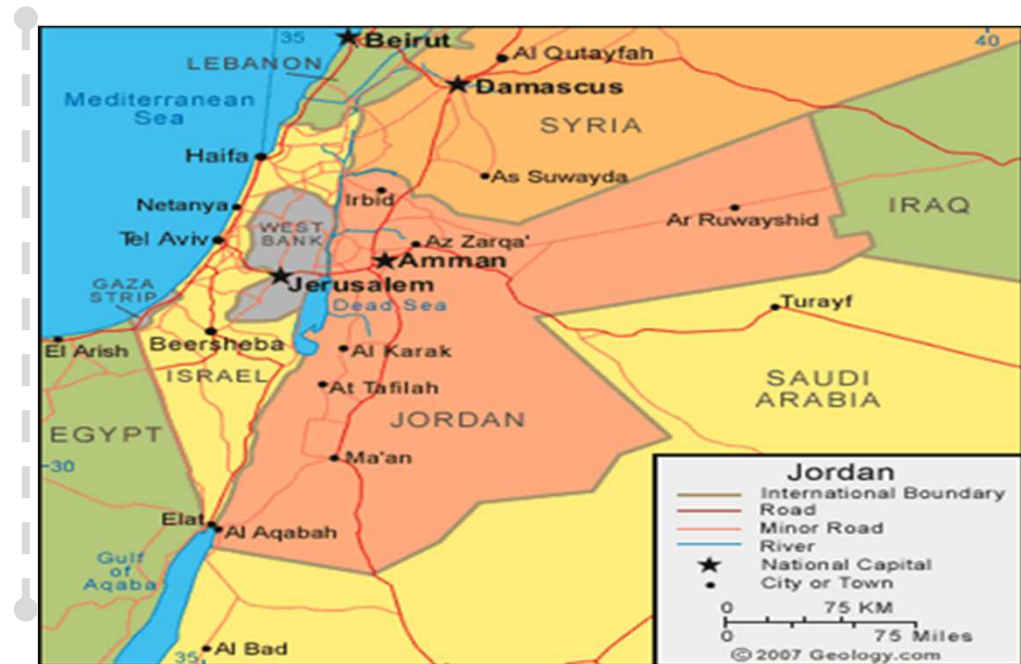 35
40
Beirut
LEBANON
Al Qutayfah
Damascus
Mediterranean
Sea
SYRIA
Haifa
As Suwayda
Irbid
Netanya
Ar Ruwayshid
IRAQ
WEST
BANK
Tel Aviv
Az Zarqa'
Amman
Jerusalem
GAZA
STRIP
Dead Sea
Turayf
El Arish
Beersheba
Al Karak
ISRAEL
At Tafilah
SAUDI
ARABIA
JORDAN
EGYPT
Ma'an
30
Elat
Al Aqabah
Gulf
of
Aqaba
Al Bad
35
Jordan
International Boundary
Road
Minor Road
River
National Capital
City or Town
0 75 KM
0 75 Miles
© 2007 Geology.com